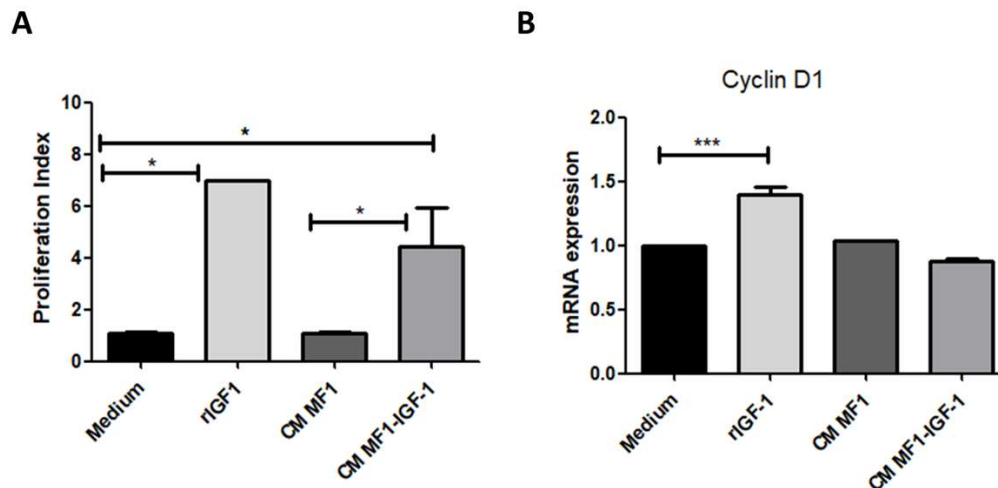 A
Proliferation Index
10
8
6
4
2
0
*
*
*
Medium
rIGF1
CM MF1
CM MF1-IGF-1
B
Cyclin D1
mRNA expression
2.0
1.5
1.0
0.5
0.0
***
Medium
rIGF-1
CM MF1
CM MF1-IGF-1